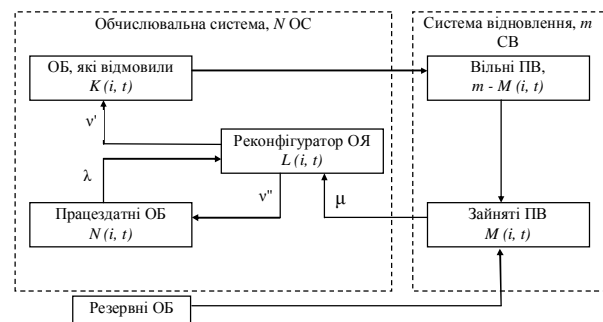 Обчислювальна система, N ОС
Система відновлення, m
СВ
ОБ, які відмовили
K (i, t)
Вільні ПВ,
m - M (i, t)
ν'
Реконфігуратор ОЯ
L (i, t)
λ
ν''
μ
Працездатні ОБ
N (i, t)
Зайняті ПВ
M (i, t)
Резервні ОБ